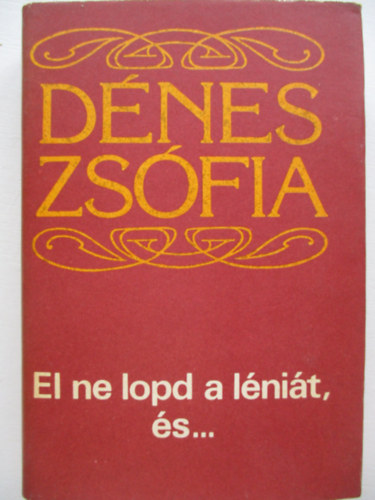 DÉNES
ZSÓFIA
El ne lopd a léniát,
és...